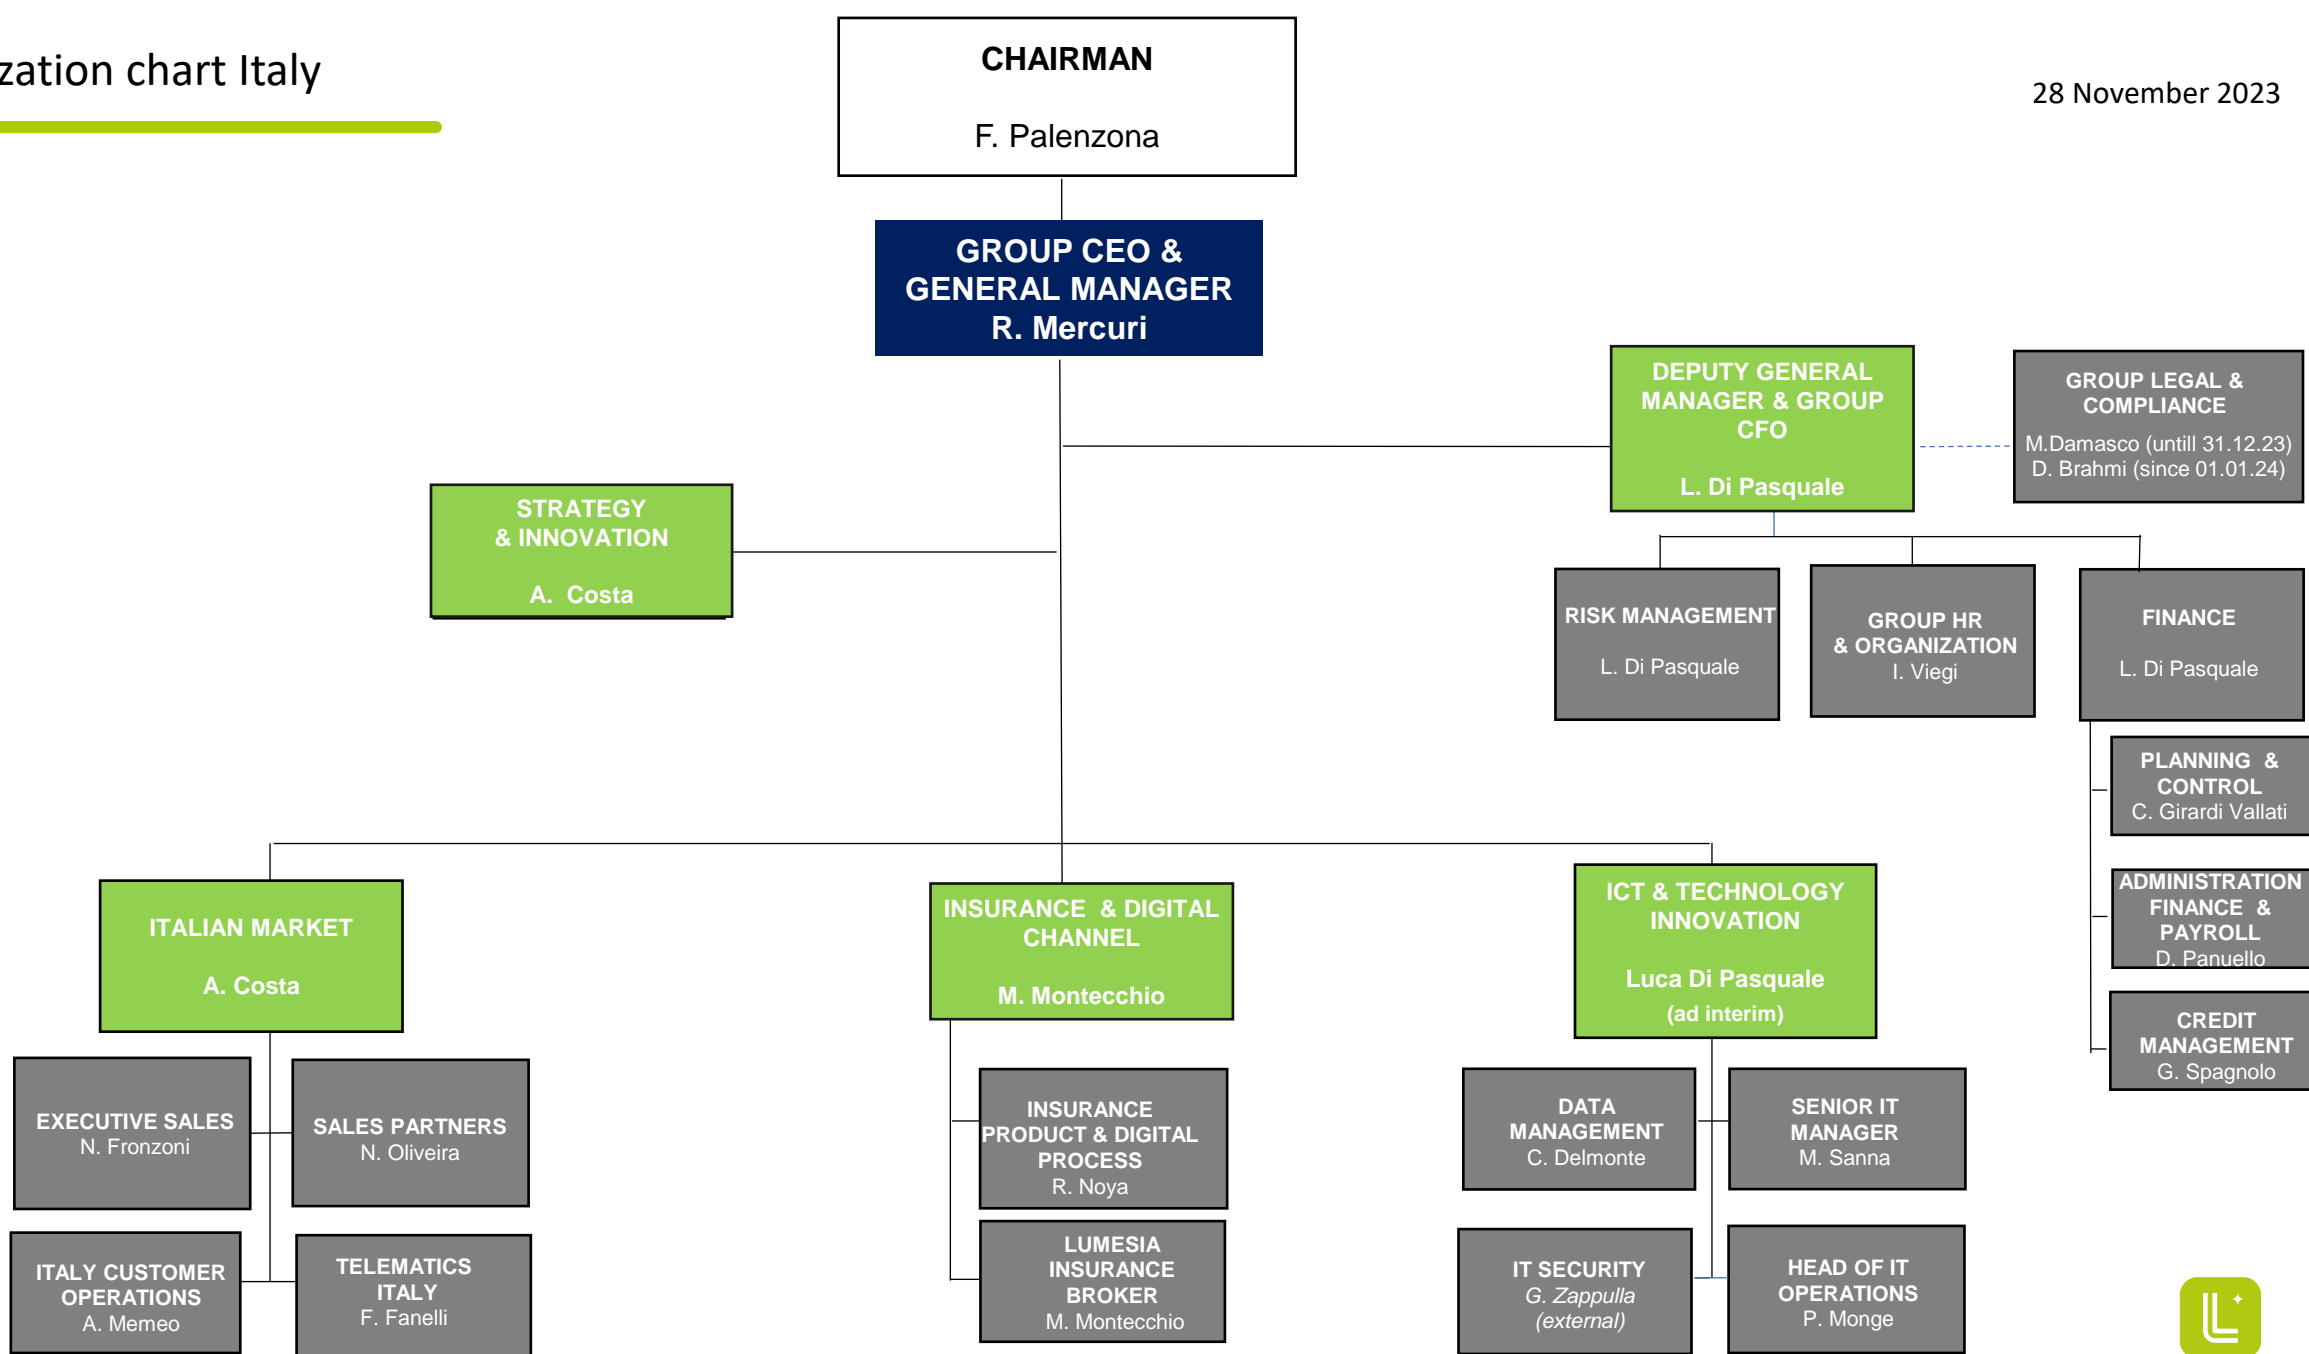 zation chart Italy
28 November 2023
CHAIRMAN
F. Palenzona
GROUP CEO &
GENERAL MANAGER
R. Mercuri
DEPUTY GENERAL
MANAGER & GROUP
CFO
L. Di Pasquale
GROUP LEGAL &
COMPLIANCE
M.Damasco (untill 31.12.23)
D. Brahmi (since 01.01.24)
STRATEGY
& INNOVATION
A. Costa
RISK MANAGEMENT
L. Di Pasquale
GROUP HR
& ORGANIZATION
I. Viegi
FINANCE
L. Di Pasquale
PLANNING &
CONTROL
C. Girardi Vallati
ADMINISTRATION
FINANCE &
PAYROLL
D. Panuello
CREDIT
MANAGEMENT
G. Spagnolo
ITALIAN MARKET
A. Costa
INSURANCE & DIGITAL
CHANNEL
M. Montecchio
ICT & TECHNOLOGY
INNOVATION
Luca Di Pasquale
(ad interim)
EXECUTIVE SALES
N. Fronzoni
SALES PARTNERS
N. Oliveira
ITALY CUSTOMER
OPERATIONS
A. Memeo
TELEMATICS
ITALY
F. Fanelli
INSURANCE
PRODUCT & DIGITAL
PROCESS
R. Noya
LUMESIA
INSURANCE
BROKER
M. Montecchio
DATA
MANAGEMENT
C. Delmonte
SENIOR IT
MANAGER
M. Sanna
IT SECURITY
G. Zappulla
(external)
HEAD OF IT
OPERATIONS
P. Monge